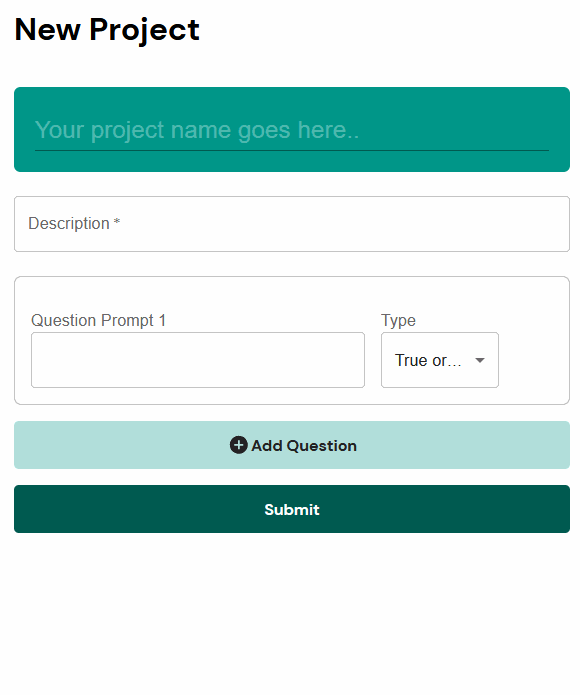 New Project
Your project name goes here..
Description *
Question Prompt 1
Type
True or...
Add Question
Submit